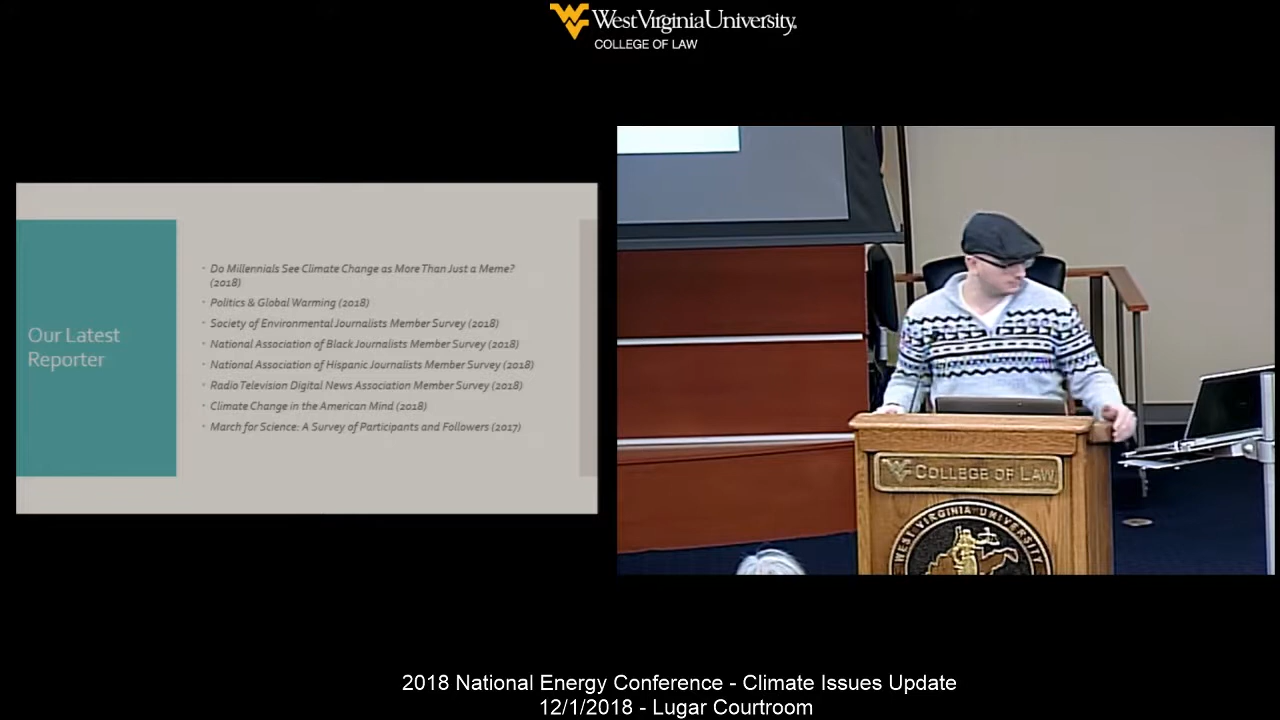 West Virginia University.
COLLEGE OF LAW
Our Latest
Reporter
Do Millennials See Climate Change as More Than Just a Meme?
(2018)
Politics & Global Warming (2018)
Society of Environmental Journalists Member Survey (2018)
National Association of Black Journalists Member Survey (2018)
National Association of Hispanic Journalists Member Survey (2018)
Radio Television Digital News Association Member Survey (2018)
Climate Change in the American Mind (2018)
March for Science: A Survey of Participants and Followers (2017)
COLLEGE OF LAW
WEST VIRGINIA UNIVERSITY
2018 National Energy Conference - Climate Issues Update
12/1/2018 - Lugar Courtroom